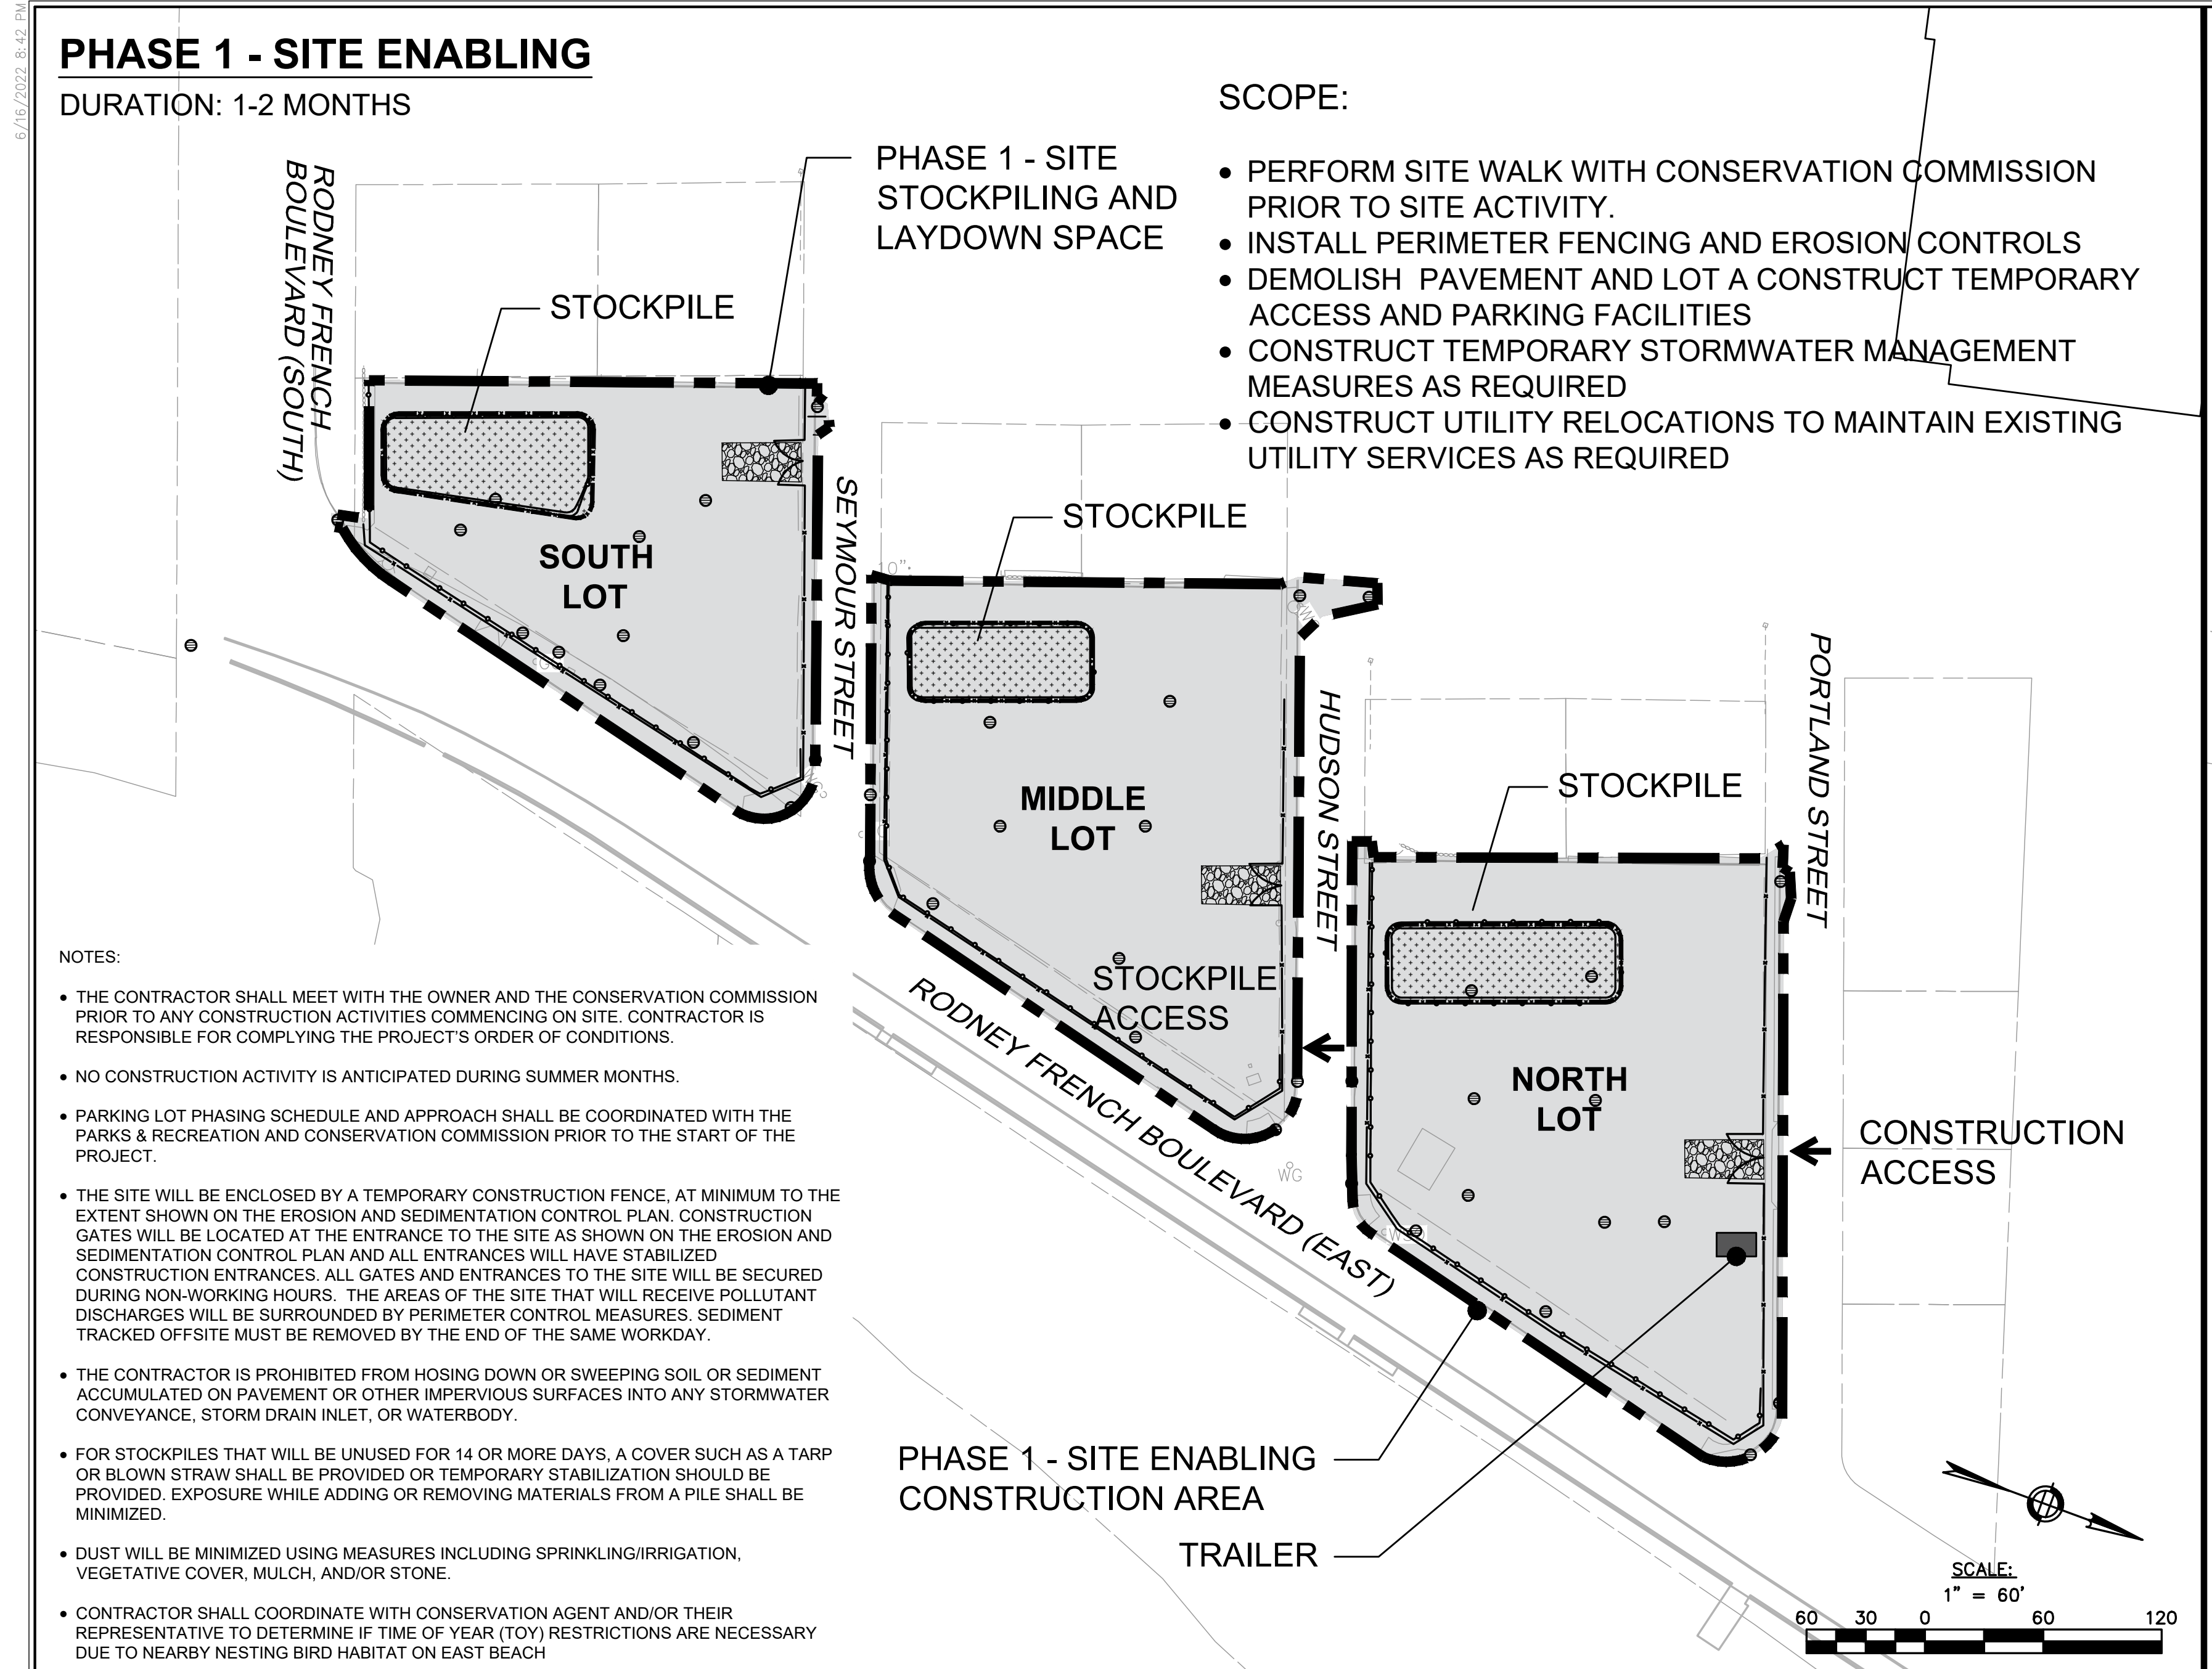 6/16/2022 8:42 PM
PHASE 1 - SITE ENABLING
DURATION: 1-2 MONTHS
SCOPE:
• PERFORM SITE WALK WITH CONSERVATION COMMISSION
PRIOR TO SITE ACTIVITY.
• INSTALL PERIMETER FENCING AND EROSION CONTROLS
• DEMOLISH PAVEMENT AND LOT A CONSTRUCT TEMPORARY
ACCESS AND PARKING FACILITIES
• CONSTRUCT TEMPORARY STORMWATER MANAGEMENT
MEASURES AS REQUIRED
• CONSTRUCT UTILITY RELOCATIONS TO MAINTAIN EXISTING
UTILITY SERVICES AS REQUIRED
PHASE 1 - SITE
STOCKPILING AND
LAYDOWN SPACE
RODNEY FRENCH
BOULEVARD (SOUTH)
STOCKPILE
SOUTH
LOT
SEYMOUR STREET
STOCKPILE
10"
MIDDLE
LOT
HUDSON STREET
STOCKPILE
ACCESS
STOCKPILE
PORTLAND STREET
NORTH
LOT
CONSTRUCTION
ACCESS
RODNEY FRENCH BOULEVARD (EAST)
WG
PHASE 1 - SITE ENABLING
CONSTRUCTION AREA
TRAILER
NOTES:
• THE CONTRACTOR SHALL MEET WITH THE OWNER AND THE CONSERVATION COMMISSION
PRIOR TO ANY CONSTRUCTION ACTIVITIES COMMENCING ON SITE. CONTRACTOR IS
RESPONSIBLE FOR COMPLYING THE PROJECT'S ORDER OF CONDITIONS.
• NO CONSTRUCTION ACTIVITY IS ANTICIPATED DURING SUMMER MONTHS.
• PARKING LOT PHASING SCHEDULE AND APPROACH SHALL BE COORDINATED WITH THE
PARKS & RECREATION AND CONSERVATION COMMISSION PRIOR TO THE START OF THE
PROJECT.
• THE SITE WILL BE ENCLOSED BY A TEMPORARY CONSTRUCTION FENCE, AT MINIMUM TO THE
EXTENT SHOWN ON THE EROSION AND SEDIMENTATION CONTROL PLAN. CONSTRUCTION
GATES WILL BE LOCATED AT THE ENTRANCE TO THE SITE AS SHOWN ON THE EROSION AND
SEDIMENTATION CONTROL PLAN AND ALL ENTRANCES WILL HAVE STABILIZED
CONSTRUCTION ENTRANCES. ALL GATES AND ENTRANCES TO THE SITE WILL BE SECURED
DURING NON-WORKING HOURS. THE AREAS OF THE SITE THAT WILL RECEIVE POLLUTANT
DISCHARGES WILL BE SURROUNDED BY PERIMETER CONTROL MEASURES. SEDIMENT
TRACKED OFFSITE MUST BE REMOVED BY THE END OF THE SAME WORKDAY.
• THE CONTRACTOR IS PROHIBITED FROM HOSING DOWN OR SWEEPING SOIL OR SEDIMENT
ACCUMULATED ON PAVEMENT OR OTHER IMPERVIOUS SURFACES INTO ANY STORMWATER
CONVEYANCE, STORM DRAIN INLET, OR WATERBODY.
• FOR STOCKPILES THAT WILL BE UNUSED FOR 14 OR MORE DAYS, A COVER SUCH AS A TARP
OR BLOWN STRAW SHALL BE PROVIDED OR TEMPORARY STABILIZATION SHOULD BE
PROVIDED. EXPOSURE WHILE ADDING OR REMOVING MATERIALS FROM A PILE SHALL BE
MINIMIZED.
• DUST WILL BE MINIMIZED USING MEASURES INCLUDING SPRINKLING/IRRIGATION,
VEGETATIVE COVER, MULCH, AND/OR STONE.
• CONTRACTOR SHALL COORDINATE WITH CONSERVATION AGENT AND/OR THEIR
REPRESENTATIVE TO DETERMINE IF TIME OF YEAR (TOY) RESTRICTIONS ARE NECESSARY
DUE TO NEARBY NESTING BIRD HABITAT ON EAST BEACH
SCALE:
1" = 60'
60 30 0 60 120